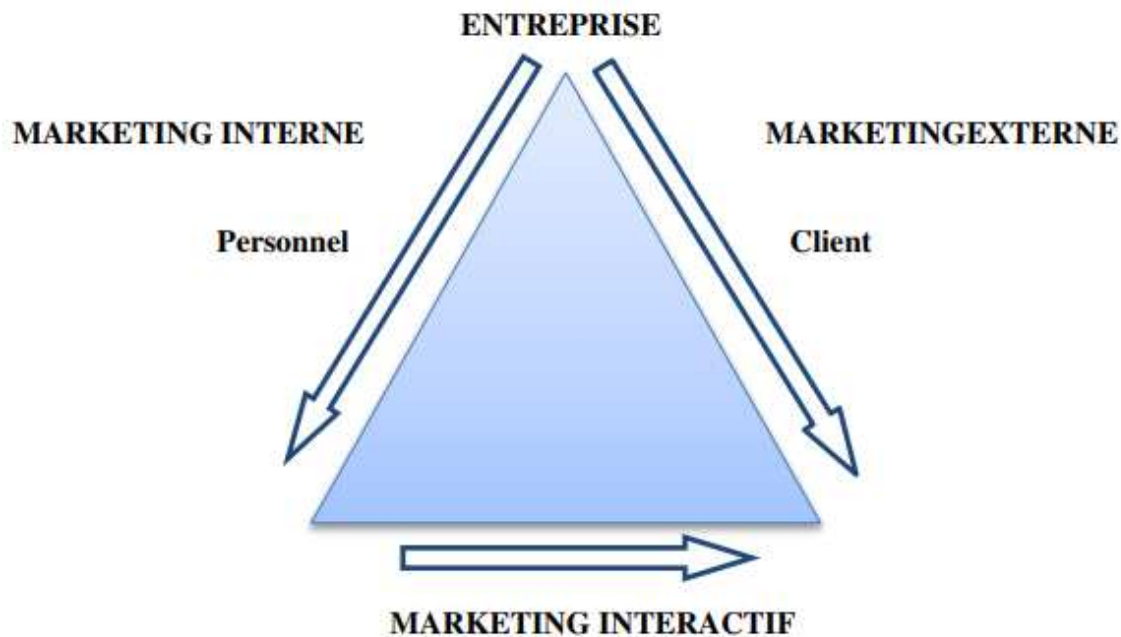 ENTREPRISE
MARKETING INTERNE
MARKETINGEXTERNE
Personnel
Client
MARKETING INTERACTIF